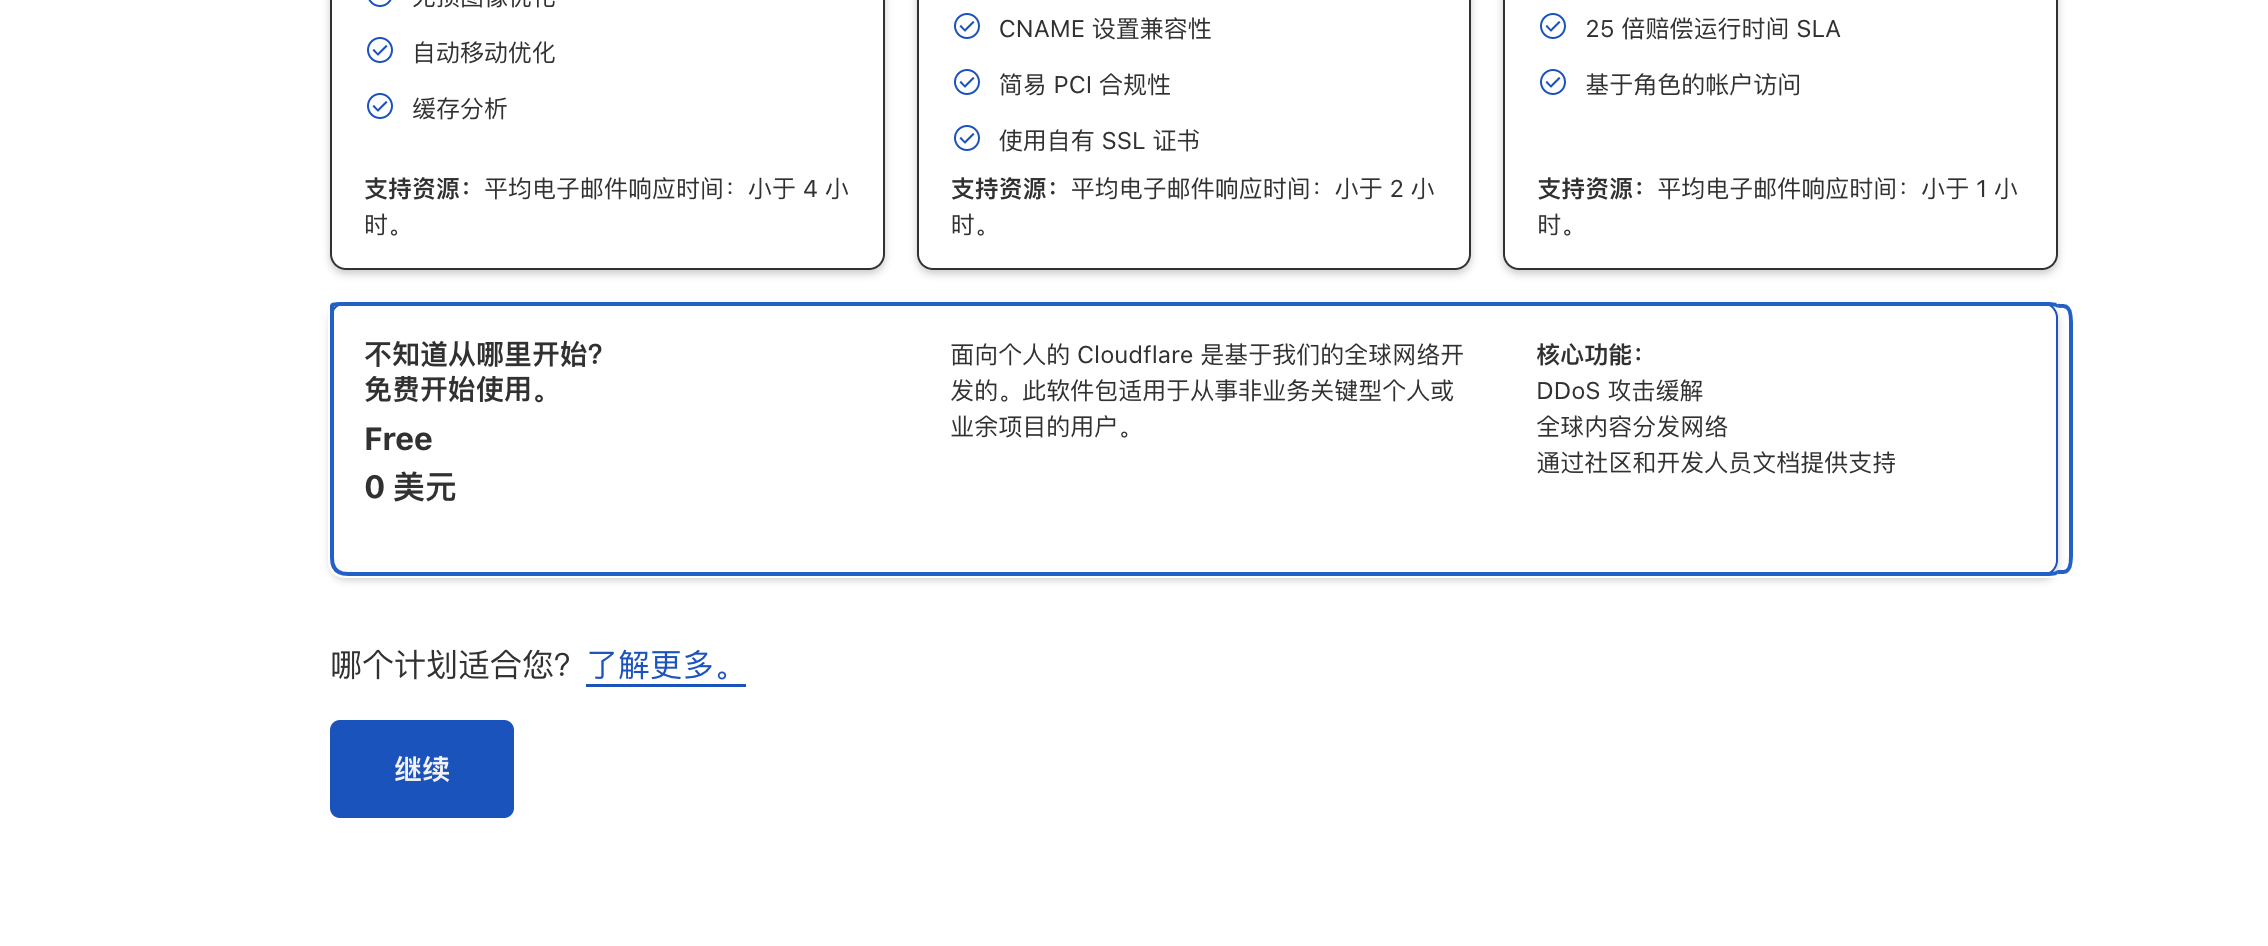 自动移动优化
缓存分析
支持资源：平均电子邮件响应时间：小于 4 小
时。
CNAME 设置兼容性
简易 PCI 合规性
使用自有 SSL 证书
支持资源：平均电子邮件响应时间：小于 2 小
时。
25 倍赔偿运行时间 SLA
基于角色的帐户访问
支持资源：平均电子邮件响应时间：小于 1 小
时。
不知道从哪里开始?
免费开始使用。
Free
0 美元
面向个人的 Cloudflare 是基于我们的全球网络开
发的。此软件包适用于从事非业务关键型个人或
业余项目的用户。
核心功能：
DDoS 攻击缓解
全球内容分发网络
通过社区和开发人员文档提供支持
哪个计划适合您? 了解更多。
继续